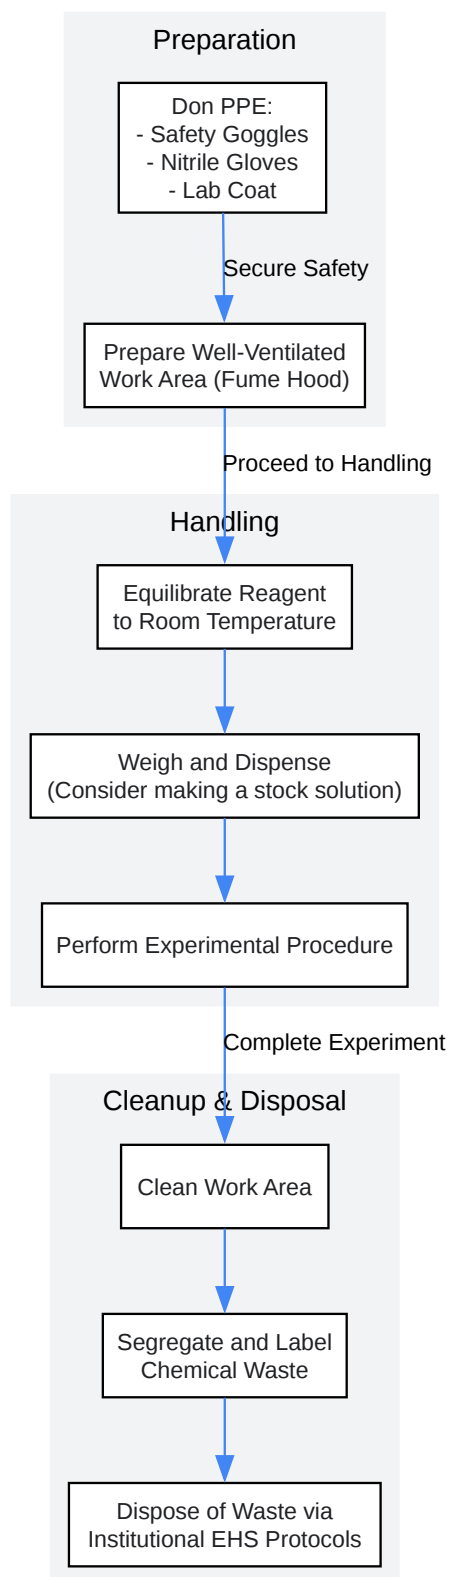 Preparation
Don PPE:
- Safety Goggles
- Nitrile Gloves
- Lab Coat
Secure Safety
Prepare Well-Ventilated
Work Area (Fume Hood)
Proceed to Handling
Handling
Equilibrate Reagent
to Room Temperature
Weigh and Dispense
(Consider making a stock solution)
Perform Experimental Procedure
Complete Experiment
Cleanup & Disposal
Clean Work Area
Segregate and Label
Chemical Waste
Dispose of Waste via
Institutional EHS Protocols